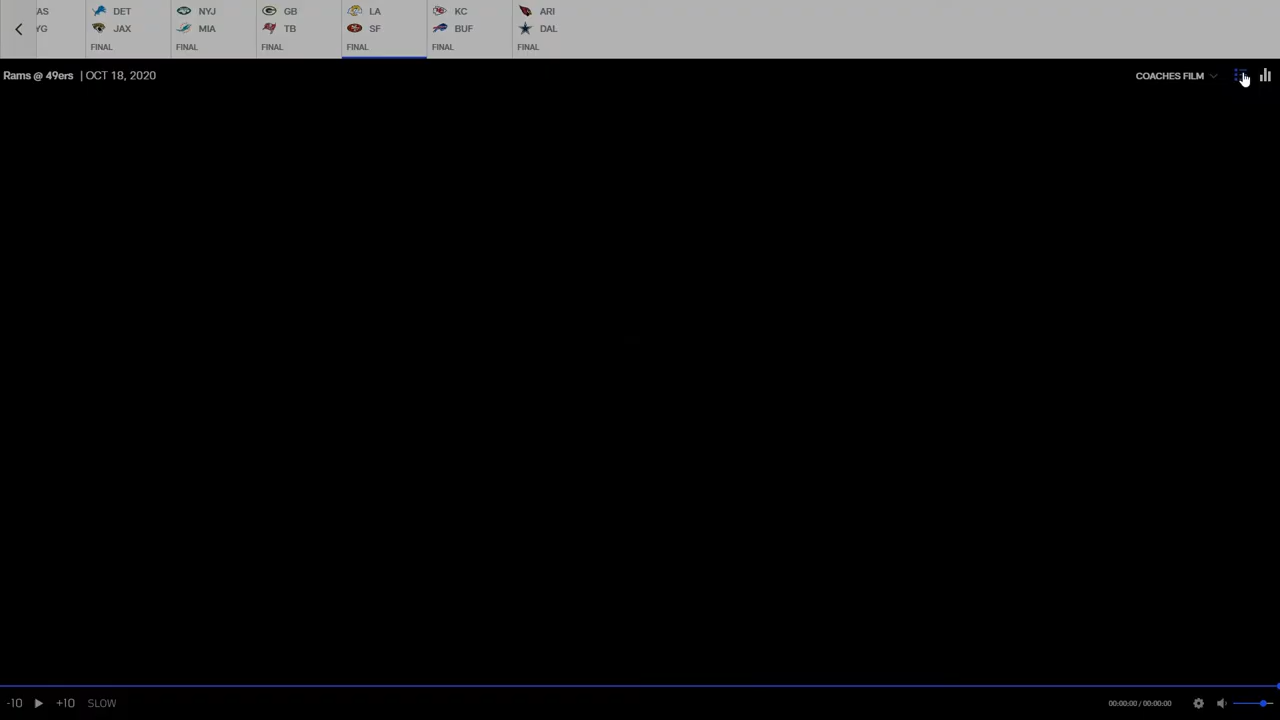 AS
YG
DET
JAX
FINAL
NYJ
MIA
FINAL
GB
TB
FINAL
LA
SF
FINAL
KC
BUF
FINAL
ARI
DAL
FINAL
Rams @ 49ers | OCT 18, 2020
COACHES FILM
-10 +10 SLOW
00:00:00 / 00:00:00